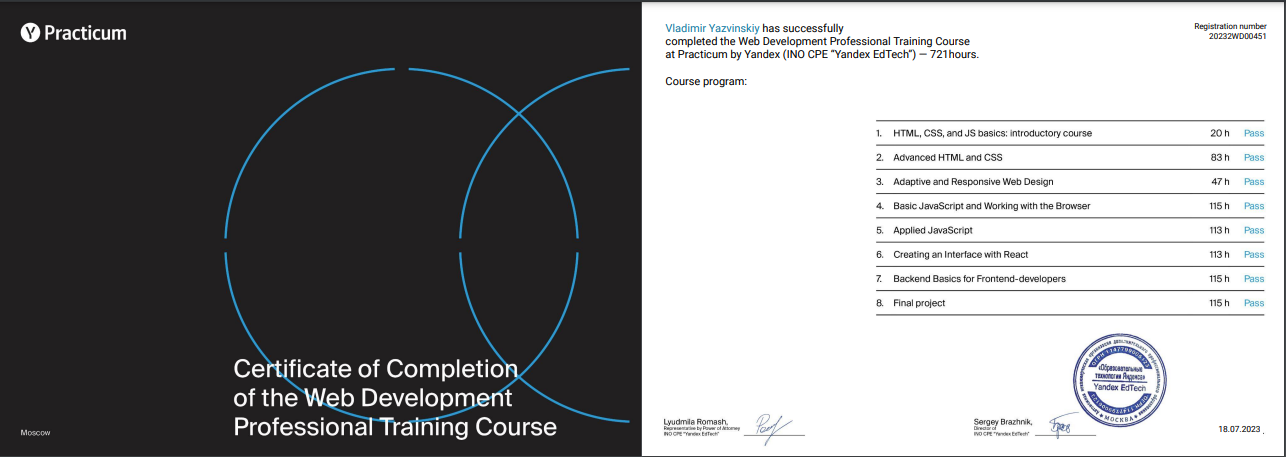 Practicum
Certificate of Completion
of the Web Development
Professional Training Course
Moscow
Vladimir Yazvinskiy has successfully
completed the Web Development Professional Training Course
at Practicum by Yandex (INO CPE “Yandex EdTech”) — 721hours.
Registration number
20232WD00451
Course program:
1. HTML, CSS, and JS basics: introductory course 20 h Pass
2. Advanced HTML and CSS 83 h Pass
3. Adaptive and Responsive Web Design 47 h Pass
4. Basic JavaScript and Working with the Browser 115 h Pass
5. Applied JavaScript 113 h Pass
6. Creating an Interface with React 113 h Pass
7. Backend Basics for Frontend-developers 115 h Pass
8. Final project 115 h Pass
«Образовательные
технологии Яндекса»
Yandex EdTech
МОСКВА
Lyudmila Romash,
Representative by Power of Attorney
INO CPE “Yandex EdTech”
Sergey Brazhnik,
Director of
INO CPE “Yandex EdTech”
18.07.2023